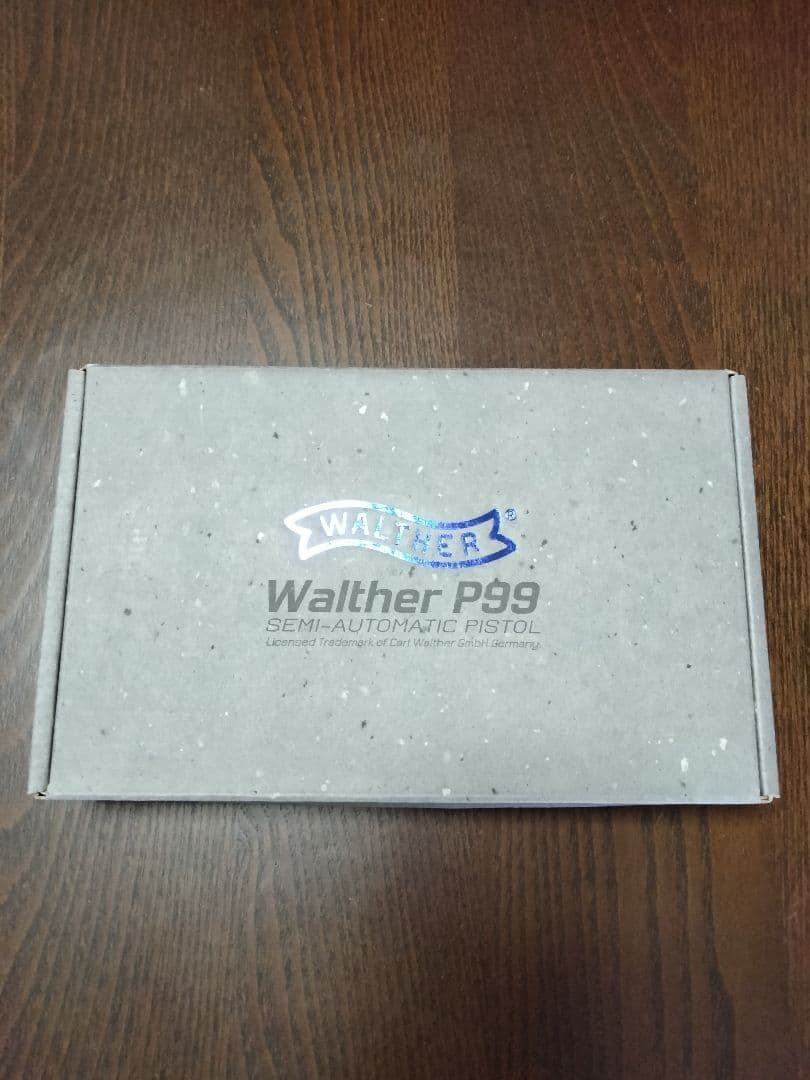 WALTHER®
Walther P99
SEMI-AUTOMATIC PISTOL
Licensed Trademark of Carl Walther GmbH Germany